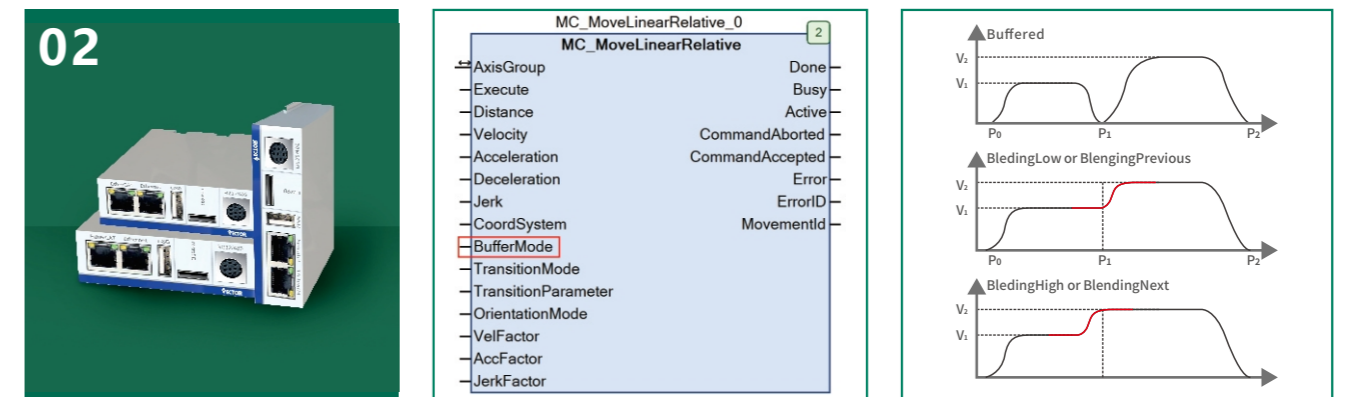 02
MC_MoveLinearRelative_0
2
MC_MoveLinearRelative
AxisGroup
Done
Execute
Busy
Distance
Active
Velocity
CommandAborted
Acceleration
CommandAccepted
Deceleration
Error
Jerk
ErrorID
CoordSystem
MovementId
BufferMode
TransitionMode
TransitionParameter
OrientationMode
VelFactor
AccFactor
JerkFactor
Buffered
V₂
V₁
P₀
P₁
P₂
BledingLow or BlengingPrevious
V₂
V₁
P₀
P₁
P₂
BledingHigh or BlendingNext
V₂
V₁